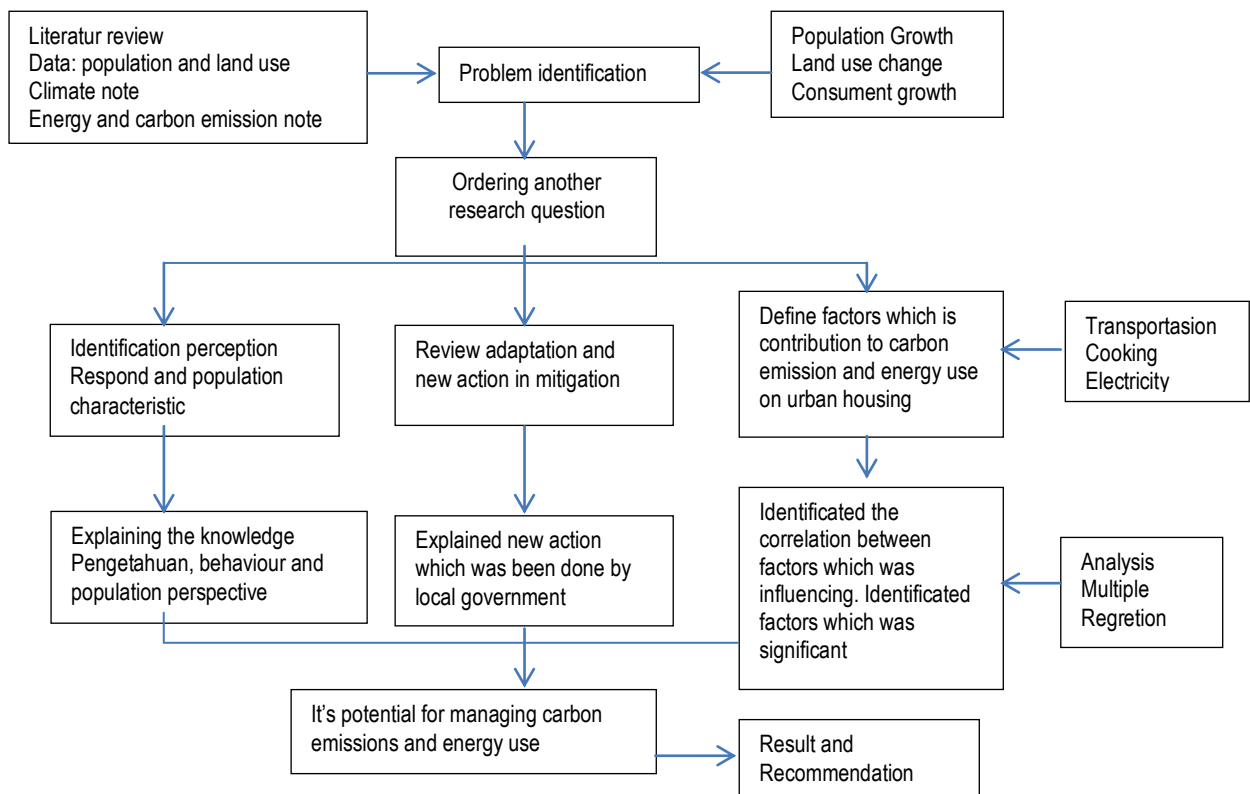 Literatur review
Data: population and land use
Climate note
Energy and carbon emission note
Problem identification
Population Growth
Land use change
Consument growth
Ordering another
research question
Identification perception
Respond and population
characteristic
Review adaptation and
new action in mitigation
Define factors which is
contribution to carbon
emission and energy use
on urban housing
Transportasion
Cooking
Electricity
Explaining the knowledge
Pengetahuan, behaviour and
population perspective
Explained new action
which was been done by
local government
Identificated the
correlation between
factors which was
influencing. Identificated
factors which was
significant
Analysis
Multiple
Regretion
It’s potential for managing carbon
emissions and energy use
Result and
Recommendation